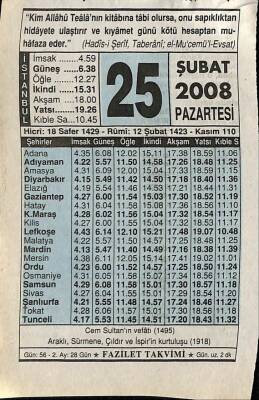 "Kim Allâhü Teâlâ'nın kitâbına tâbi olursa, onu sapıklıktan
hidâyete ulaştırır ve kıyâmet günü kötü hesaptan mu-
hâfaza eder." (Hadîs-i Şerîf, Taberânî; el-Mu'cemü'l-Evsat)
İSTANBUL
İmsak ........4.59
Güneş .......6.38
Öğle .........12.27
İkindi .......15.31
Akşam ......18.00
Yatsı ........19.26
Kıble Sa....10.45
25
ŞUBAT
2008
PAZARTESİ
Hicrî: 18 Safer 1429 - Rûmî: 12 Şubat 1423 - Kasım 110
Şehirler İmsak Güneş Öğle İkindi Akşam Yatsı Kıble S
Adana 4.35 6.08 12.02 15.11 17.38 18.59 11.06
Adıyaman 4.22 5.57 11.50 14.58 17.26 18.48 11.25
Amasya 4.31 6.09 12.00 15.04 17.33 18.59 11.15
Diyarbakır 4.15 5.49 11.42 14.50 17.18 18.40 11.36
Elazığ 4.19 5.54 11.46 14.53 17.21 18.44 11.31
Gaziantep 4.27 6.00 11.54 15.03 17.30 18.52 11.19
Hatay 4.31 6.04 11.58 15.08 17.36 18.56 11.10
K.Maraş 4.28 6.02 11.56 15.04 17.32 18.54 11.17
Kilis 4.27 6.00 11.55 15.04 17.32 18.52
Lefkoşe 4.43 6.14 12.10 15.21 17.48 19.07 10.48
Malatya 4.22 5.57 11.50 14.57 17.25 18.48 11.25
Mardin 4.13 5.47 11.40 14.49 17.16 18.38 11.39
Mersin 4.38 6.11 12.05 15.14 17.41 19.02 11.01
Ordu 4.23 6.00 11.52 14.57 17.25 18.50 11.24
Osmaniye 4.31 6.05 11.58 15.07 17.34 18.56 11.12
Samsun 4.29 6.08 11.58 15.01 17.30 18.57 11.18
Sivas 4.27 6.04 11.55 15.01 17.29 18.54 11.20
Şanlıurfa 4.21 5.55 11.48 14.57 17.24 18.46 11.27
Tokat 4.28 6.06 11.57 15.01 17.30 18.56 11.18
Tunceli 4.17 5.53 11.45 14.51 17.20 18.43 11.32
Cem Sultan'ın vefâtı (1495)
Araklı, Sürmene, Çıldır ve İspir'in kurtuluşu (1918)
Gün: 56 - 2. Ay: 28 Gün ★ FAZİLET TAKVİMİ ★ Gün. uz. 2 dk